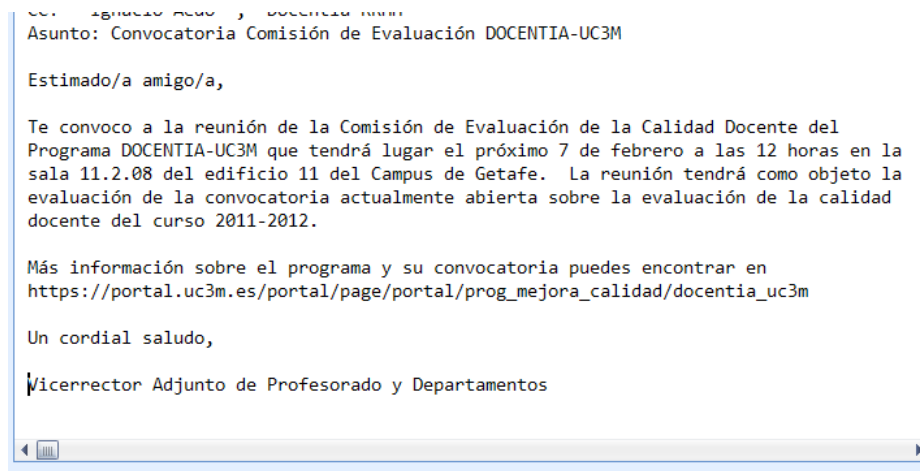 Cc: "Ignacio Aedo" , "Docentia RRHH"
Asunto: Convocatoria Comisión de Evaluación DOCENTIA-UC3M
Estimado/a amigo/a,
Te convoco a la reunión de la Comisión de Evaluación de la Calidad Docente del
Programa DOCENTIA-UC3M que tendrá lugar el próximo 7 de febrero a las 12 horas en la
sala 11.2.08 del edificio 11 del Campus de Getafe.  La reunión tendrá como objeto la
evaluación de la convocatoria actualmente abierta sobre la evaluación de la calidad
docente del curso 2011-2012.
Más información sobre el programa y su convocatoria puedes encontrar en
https://portal.uc3m.es/portal/page/portal/prog_mejora_calidad/docentia_uc3m
Un cordial saludo,
Vicerrector Adjunto de Profesorado y Departamentos